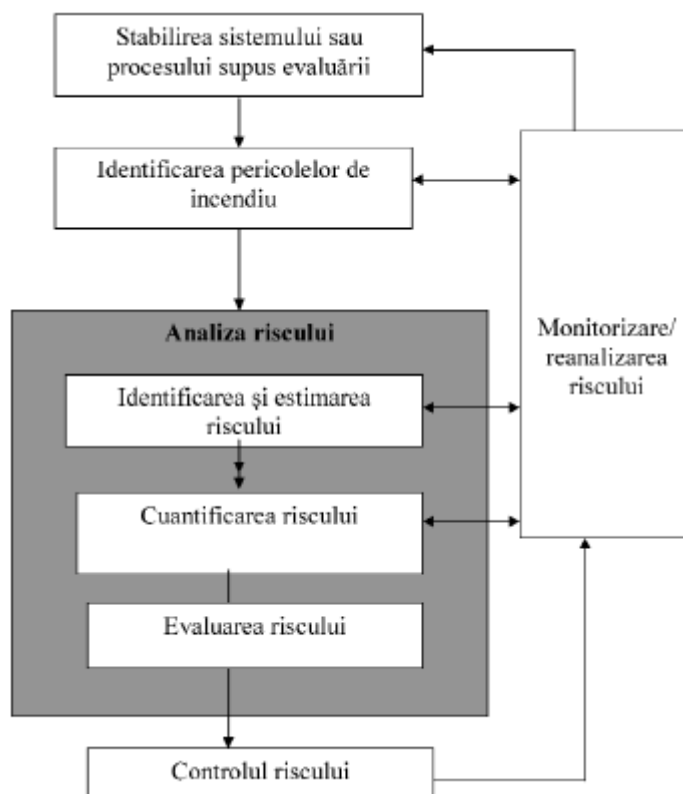 Stabilirea sistemului sau
procesului supus evaluării
Identificarea pericolelor de
incendiu
Analiza riscului
Identificarea şi estimarea
riscului
Cuantificarea riscului
Evaluarea riscului
Controlul riscului
Monitorizare/
reanalizarea
riscului